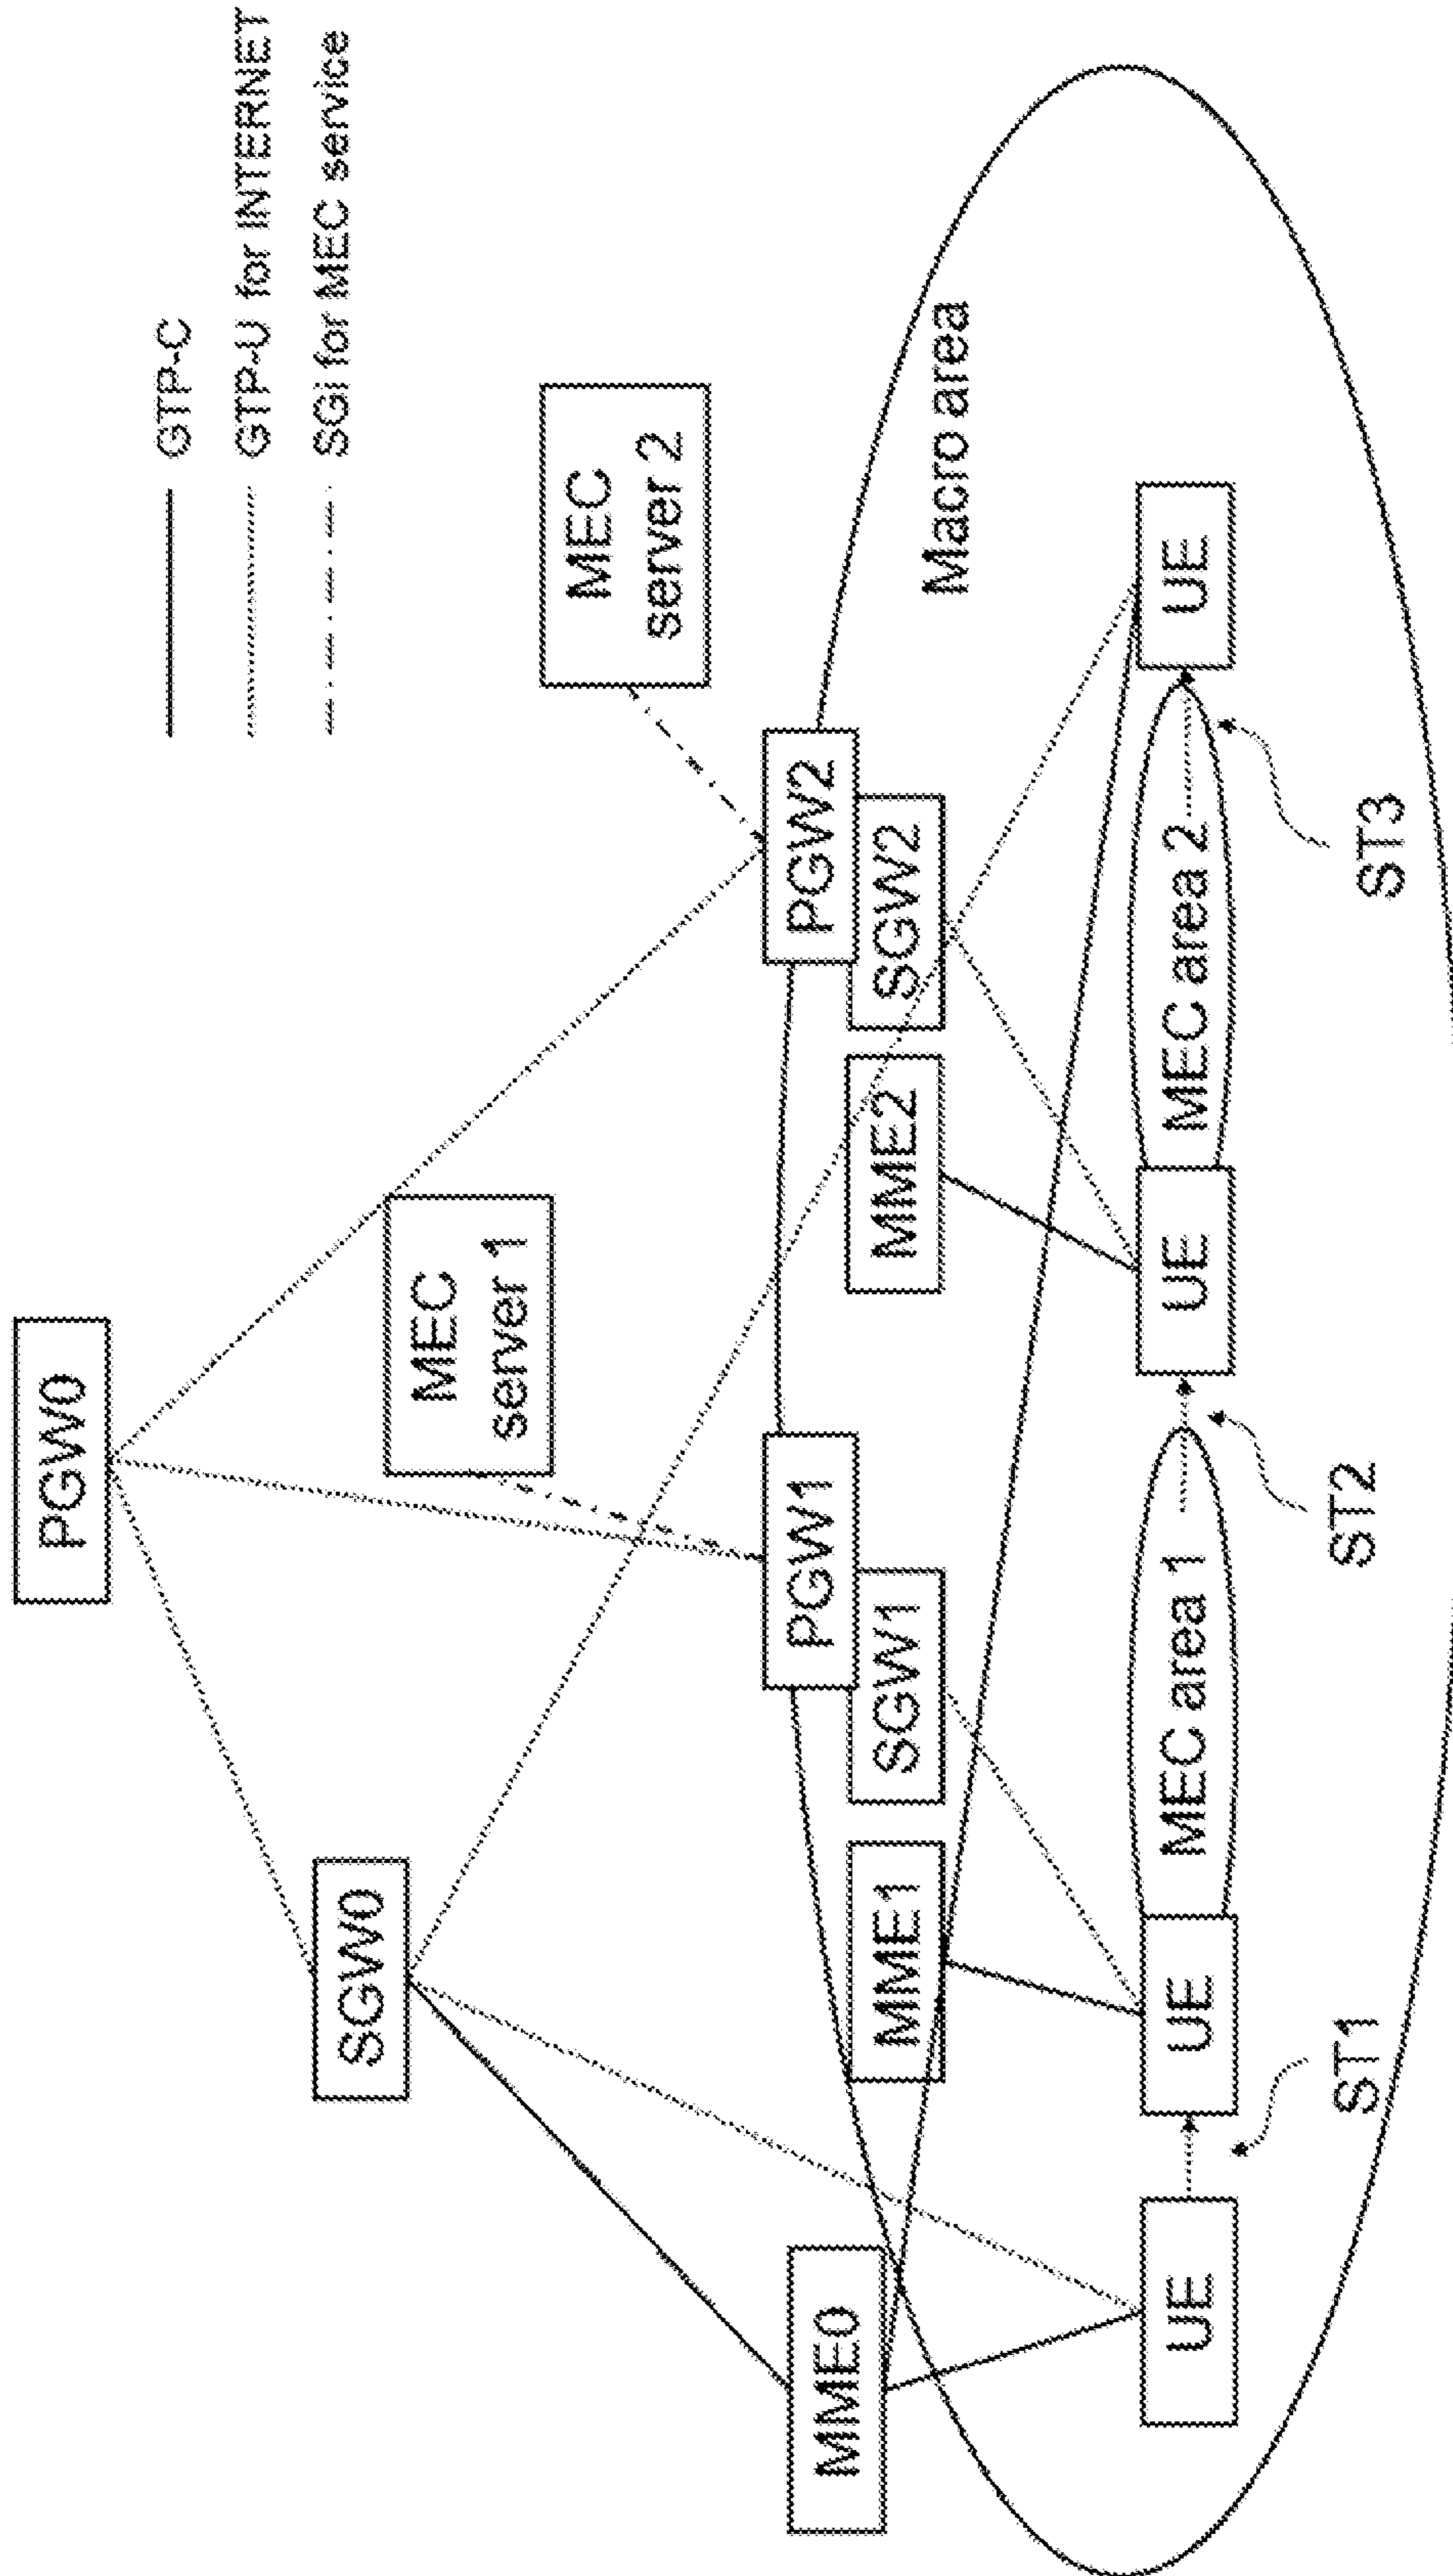 PGW0
GTP-C
GTP-U for INTERNET
SGi for MEC service
SGW0
MEC
server 1
MEC
server 2
MME0
PGW1
PGW2
MME1
SGW1
MME2
SGW2
Macro area
UE
UE
MEC area 1
UE
MEC area 2
UE
ST1
ST2
ST3